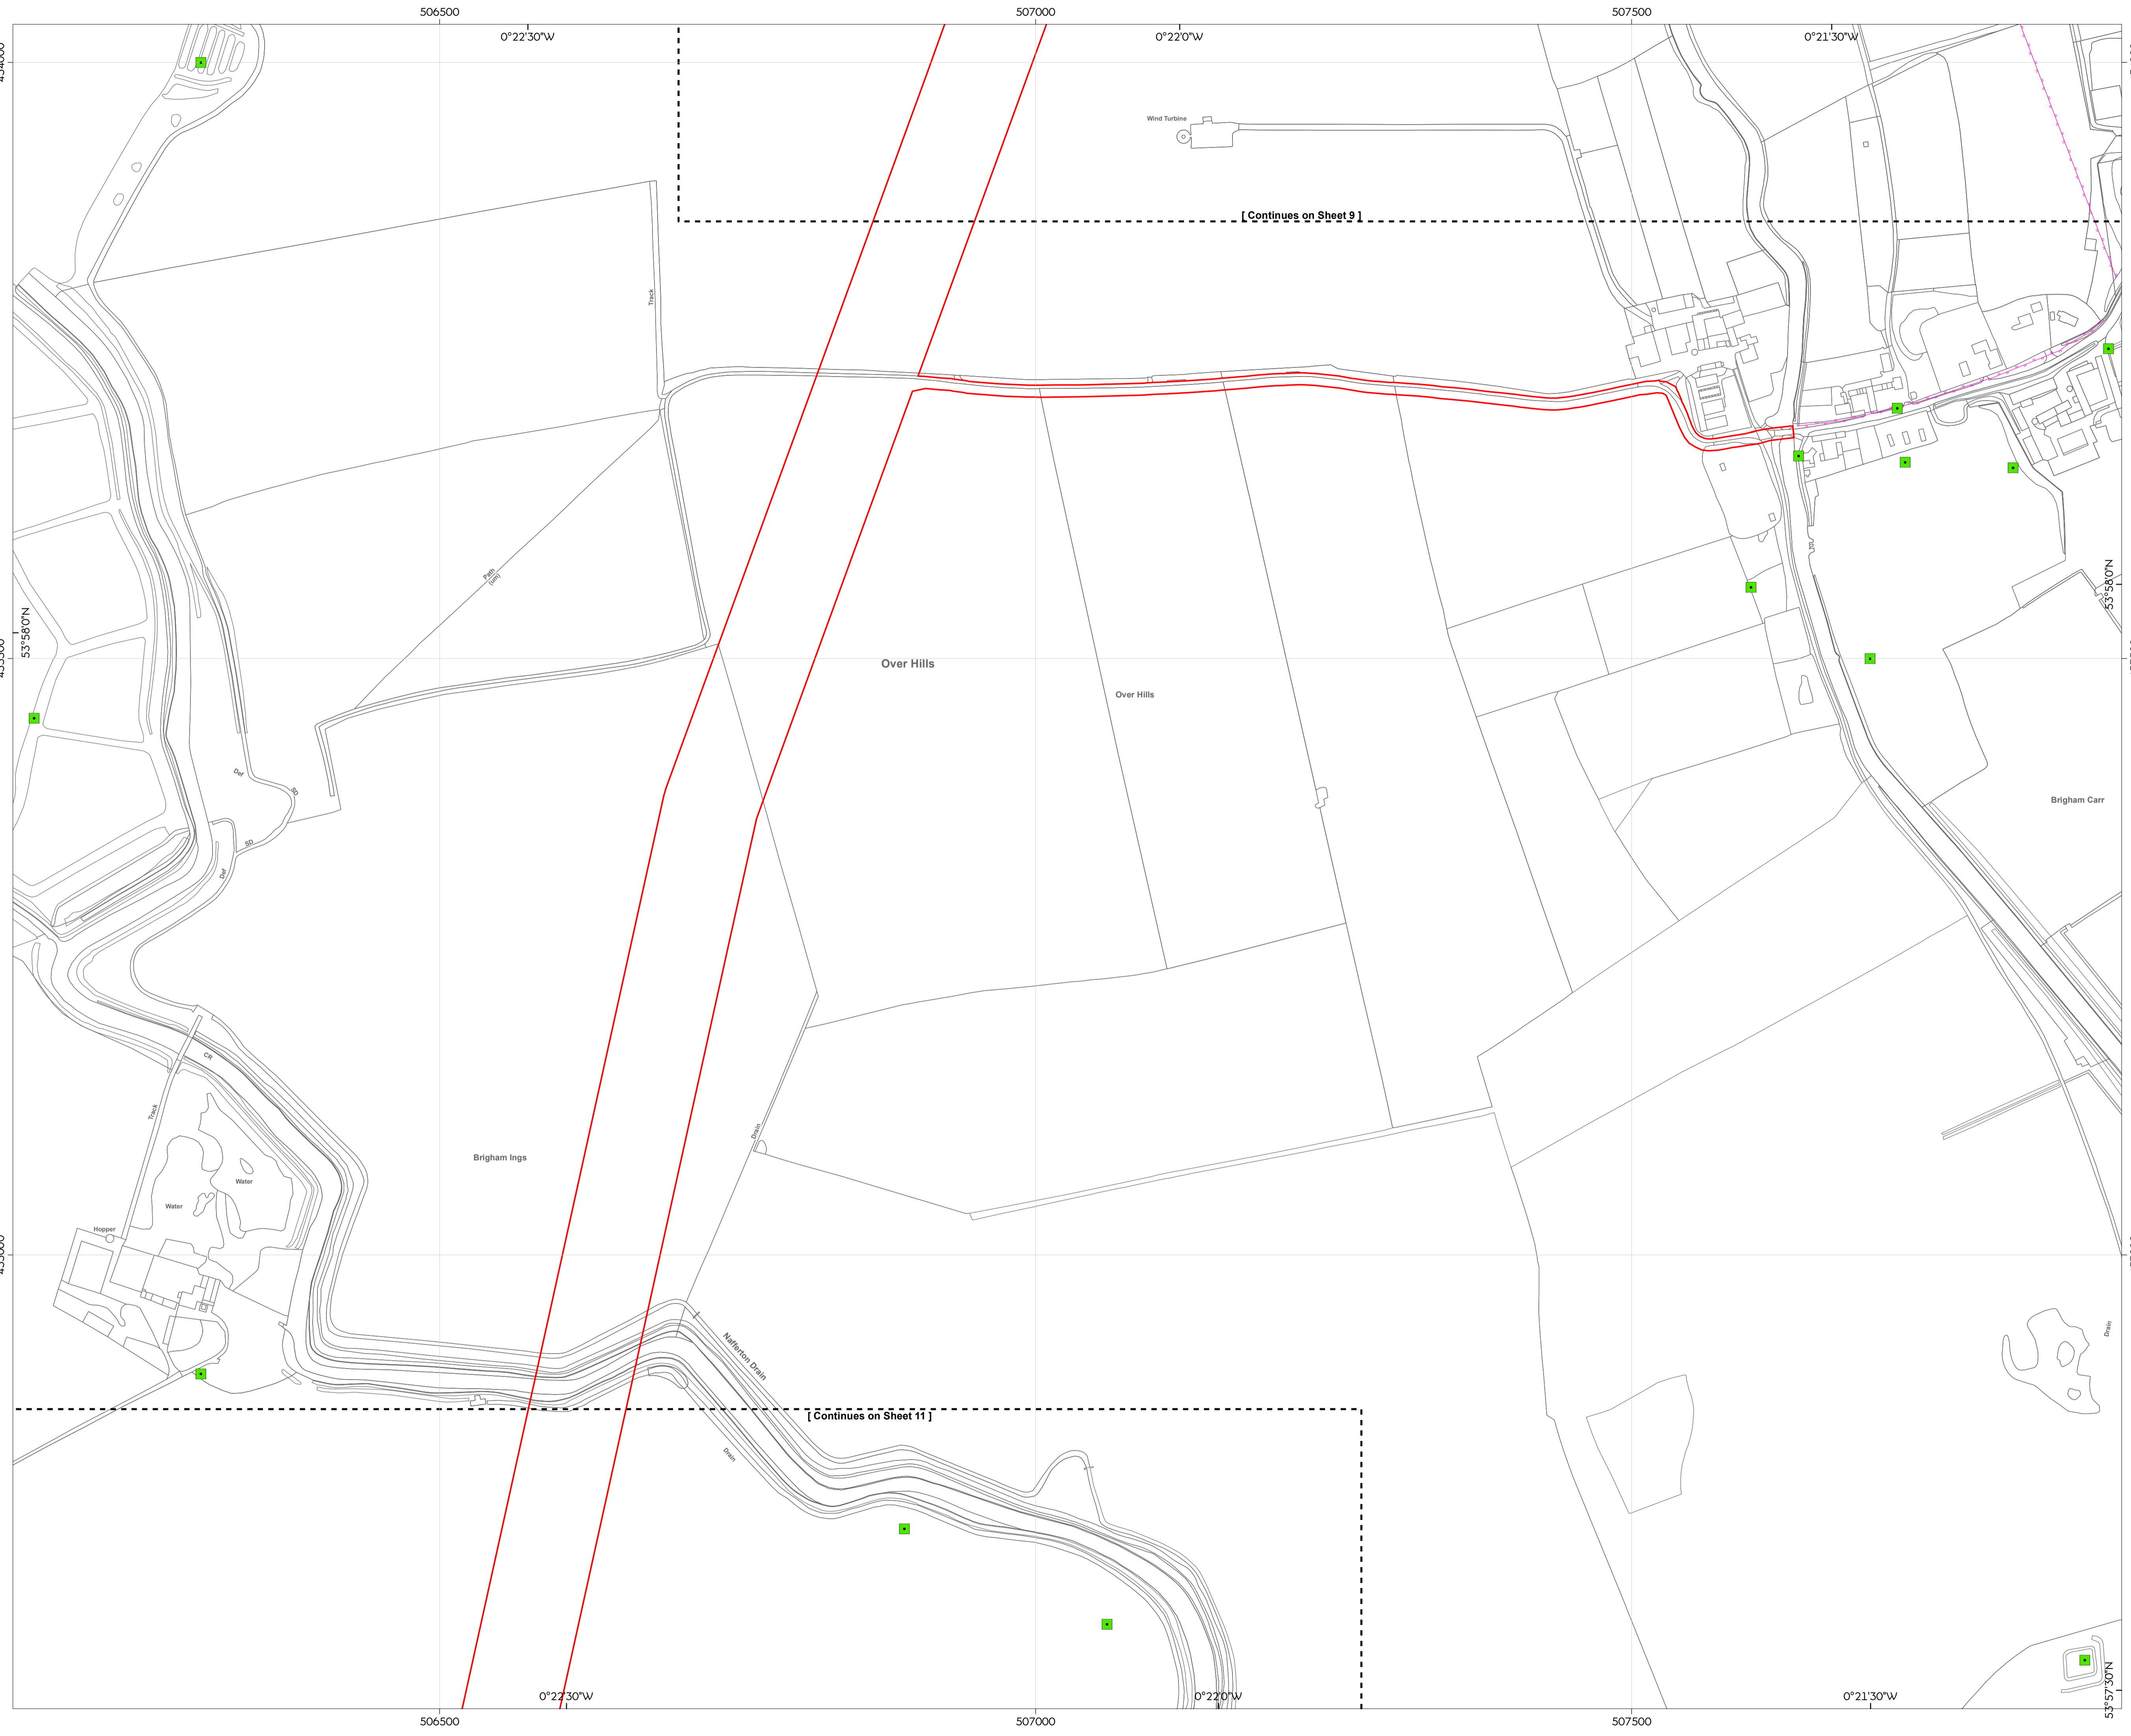 506500
507000
507500
0°22'30"W
0°22'0"W
0°21'30"W
Wind Turbine
[ Continues on Sheet 9 ]
Track
Path
(um)
53°58'0"N
53°58'0"N
Over Hills
Over Hills
Def
SD
Brigham Carr
SD
Def
CR
Track
Drain
Brigham Ings
Water
Water
Hopper
Drain
Nafferton Drain
[ Continues on Sheet 11 ]
Drain
53°57'30"N
0°22'30"W
0°22'0"W
0°21'30"W
506500
507000
507500